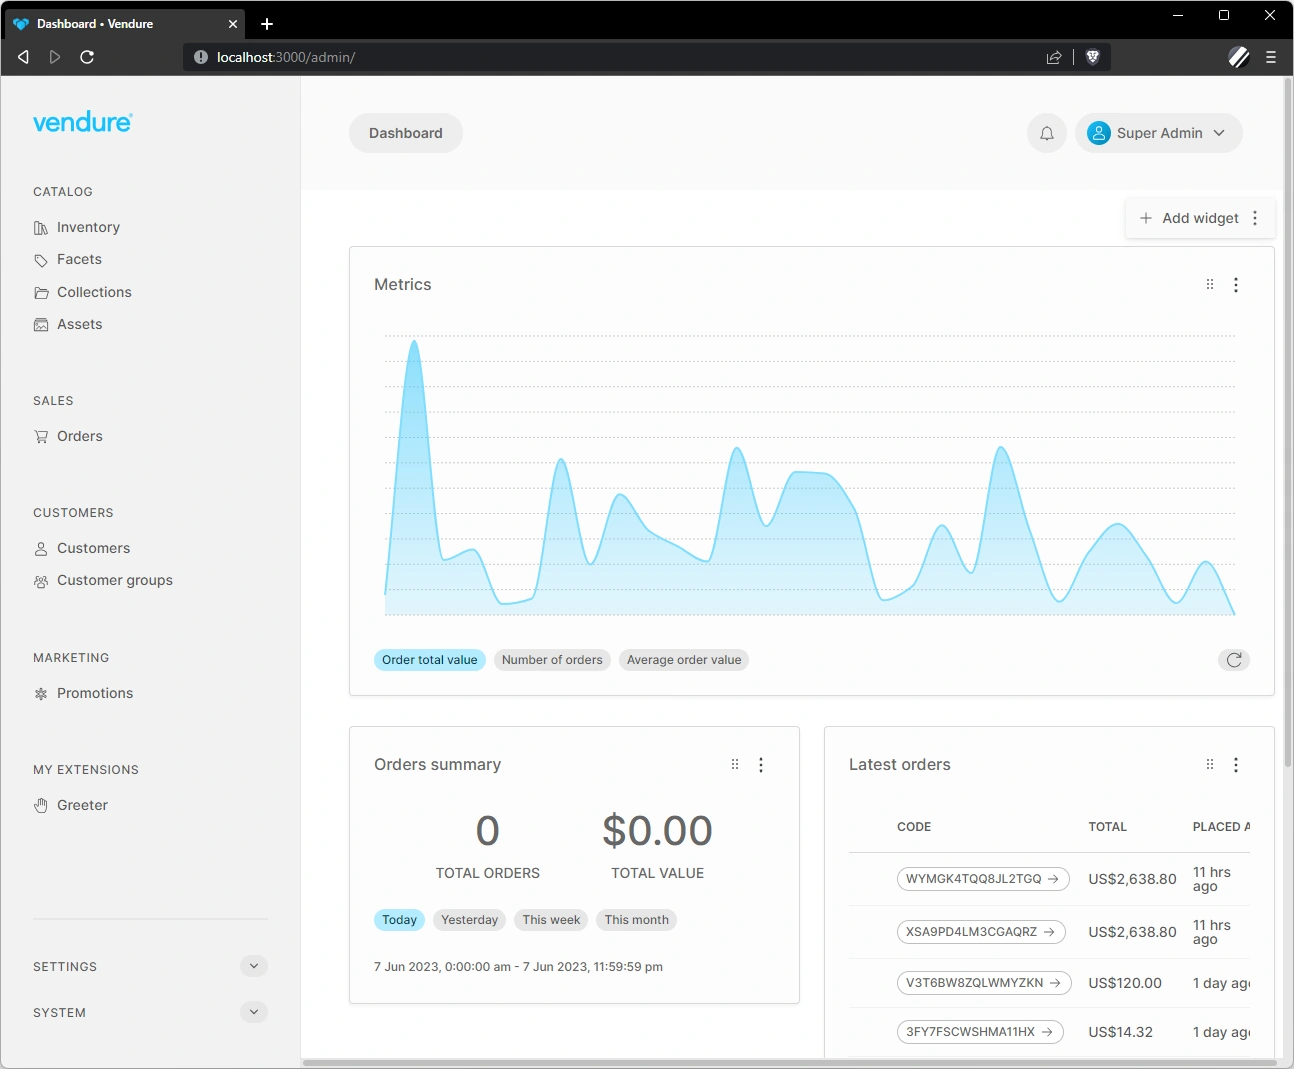 Dashboard • Vendure
localhost:3000/admin/
vendure
Dashboard
Super Admin
CATALOG
Inventory
Facets
Collections
Assets
SALES
Orders
CUSTOMERS
Customers
Customer groups
MARKETING
Promotions
MY EXTENSIONS
Greeter
SETTINGS
SYSTEM
Add widget
Metrics
Order total value Number of orders Average order value
Orders summary
0 $0.00
TOTAL ORDERS TOTAL VALUE
Today Yesterday This week This month
7 Jun 2023, 0:00:00 am - 7 Jun 2023, 11:59:59 pm
Latest orders
CODE TOTAL PLACED A
WYMGK4TQQ8JL2TGQ → US$2,638.80 11 hrs
ago
XSA9PD4LM3CGAQRZ → US$2,638.80 11 hrs
ago
V3T6BW8ZQLWMYZKN → US$120.00 1 day ago
3FY7FSCWSHMA11HX → US$14.32 1 day ago